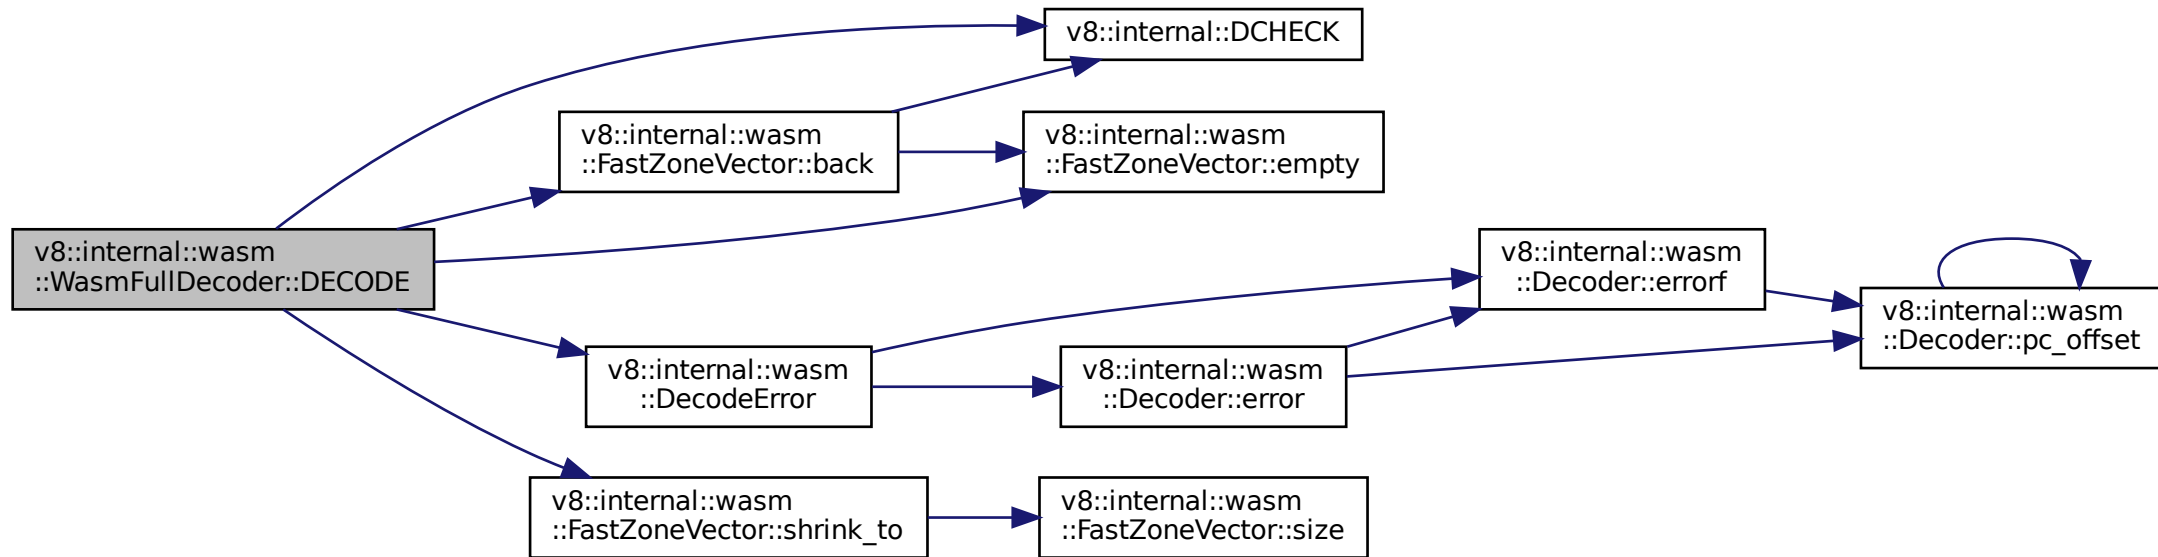 v8::internal::DCHECK
v8::internal::wasm
::FastZoneVector::back
v8::internal::wasm
::FastZoneVector::empty
v8::internal::wasm
::WasmFullDecoder::DECODE
v8::internal::wasm
::Decoder::errorf
v8::internal::wasm
::Decoder::pc_offset
v8::internal::wasm
::DecodeError
v8::internal::wasm
::Decoder::error
v8::internal::wasm
::FastZoneVector::shrink_to
v8::internal::wasm
::FastZoneVector::size